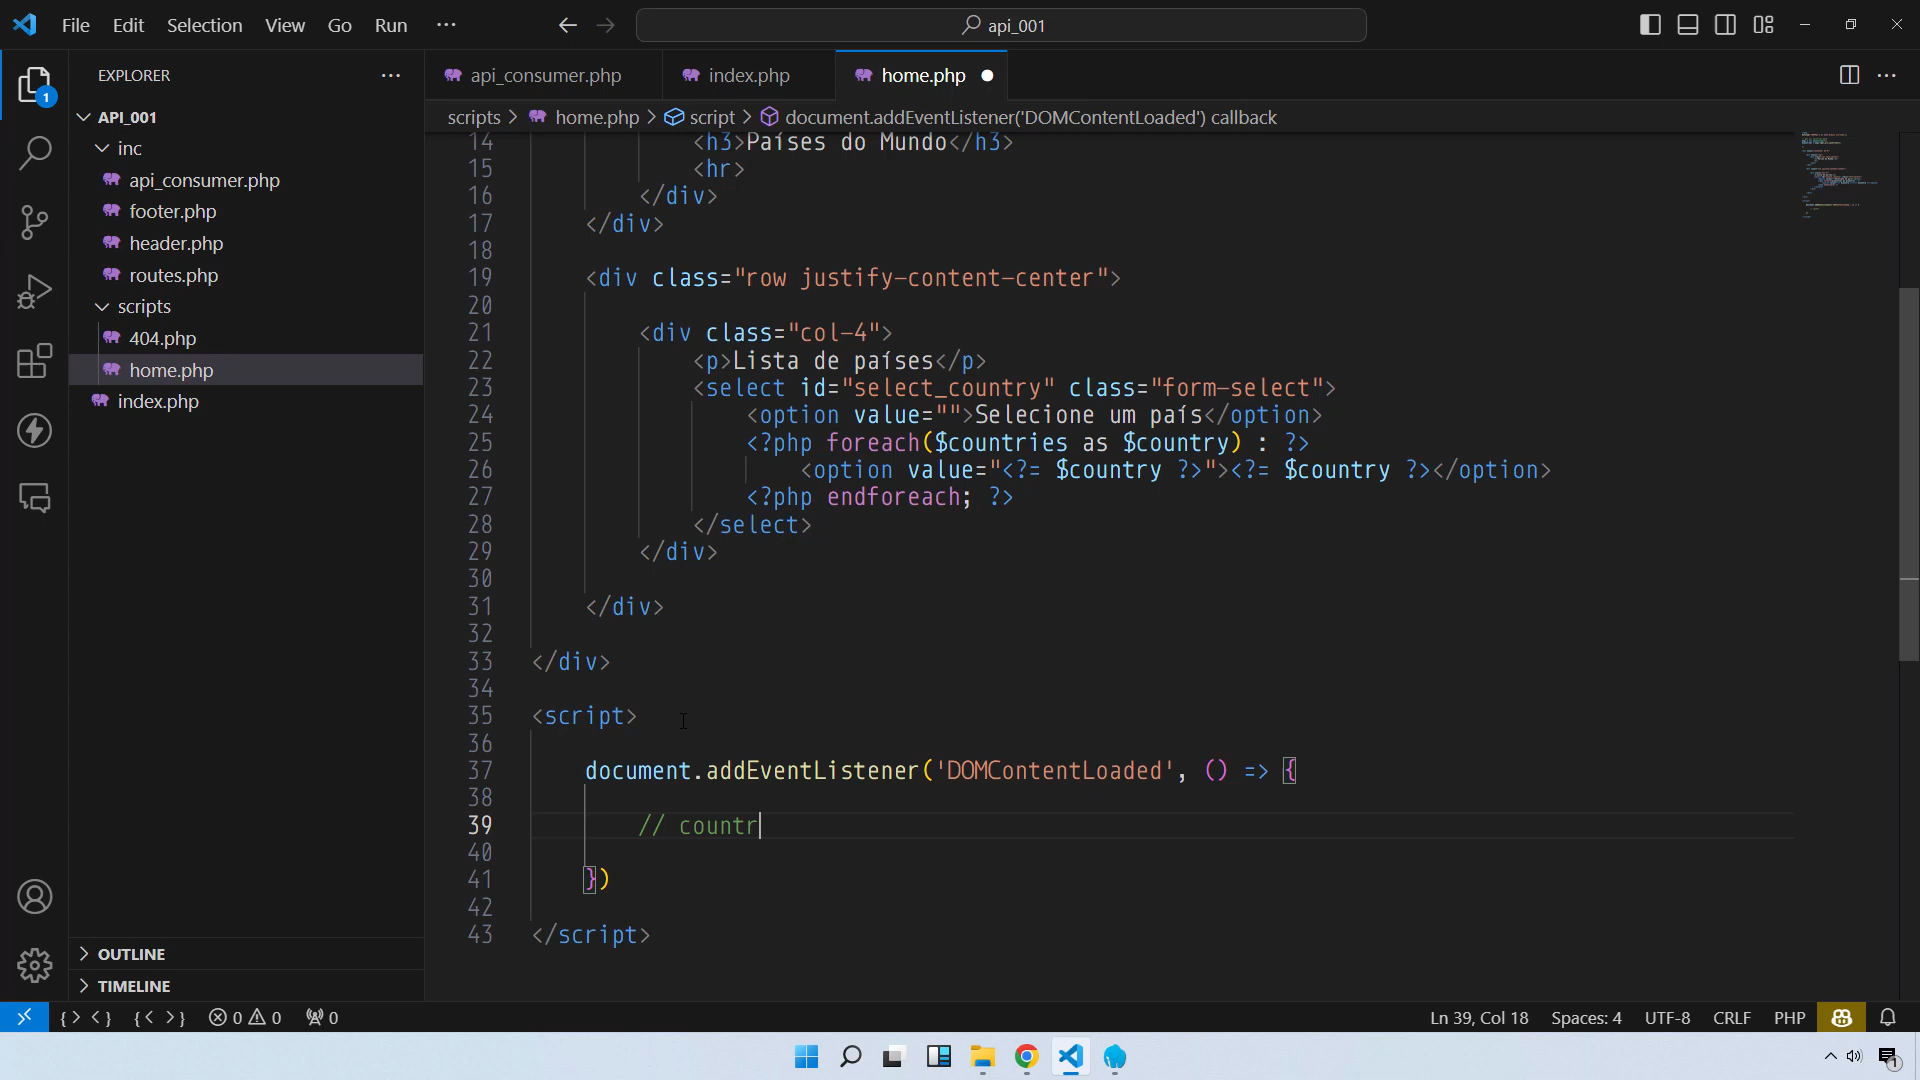 File Edit Selection View Go Run ···
api_001
EXPLORER
API_001
inc
api_consumer.php
footer.php
header.php
routes.php
scripts
404.php
home.php
index.php
OUTLINE
TIMELINE
1
api_consumer.php index.php home.php
scripts > home.php > script > document.addEventListener('DOMContentLoaded') callback
14 <h3>Países do Mundo</h3>
15 <hr>
16 </div>
17 </div>
18
19 <div class="row justify-content-center">
20
21 <div class="col-4">
22 <p>Lista de países</p>
23 <select id="select_country" class="form-select">
24 <option value="">Selecione um país</option>
25 <?php foreach($countries as $country) : ?>
26 <option value="<?= $country ?>"><?= $country ?></option>
27 <?php endforeach; ?>
28 </select>
29 </div>
30
31 </div>
32
33 </div>
34
35 <script>
36
37 document.addEventListener('DOMContentLoaded', () => {
38
39 // countr
40
41 })
42
43 </script>
0 0 0 Ln 39, Col 18 Spaces: 4 UTF-8 CRLF PHP
1